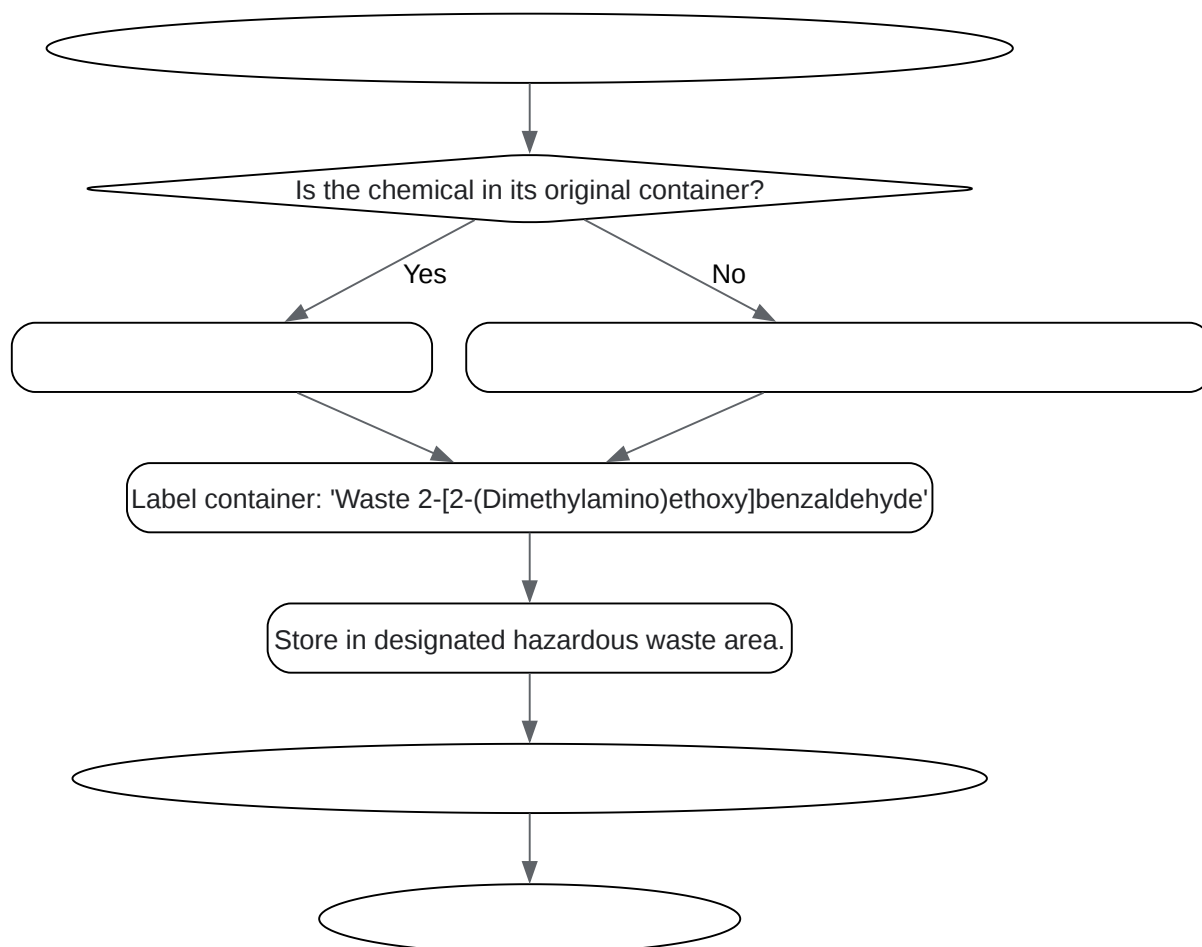 Is the chemical in its original container?
Yes
No
Label container: 'Waste 2-[2-(Dimethylamino)ethoxy]benzaldehyde'
Store in designated hazardous waste area.